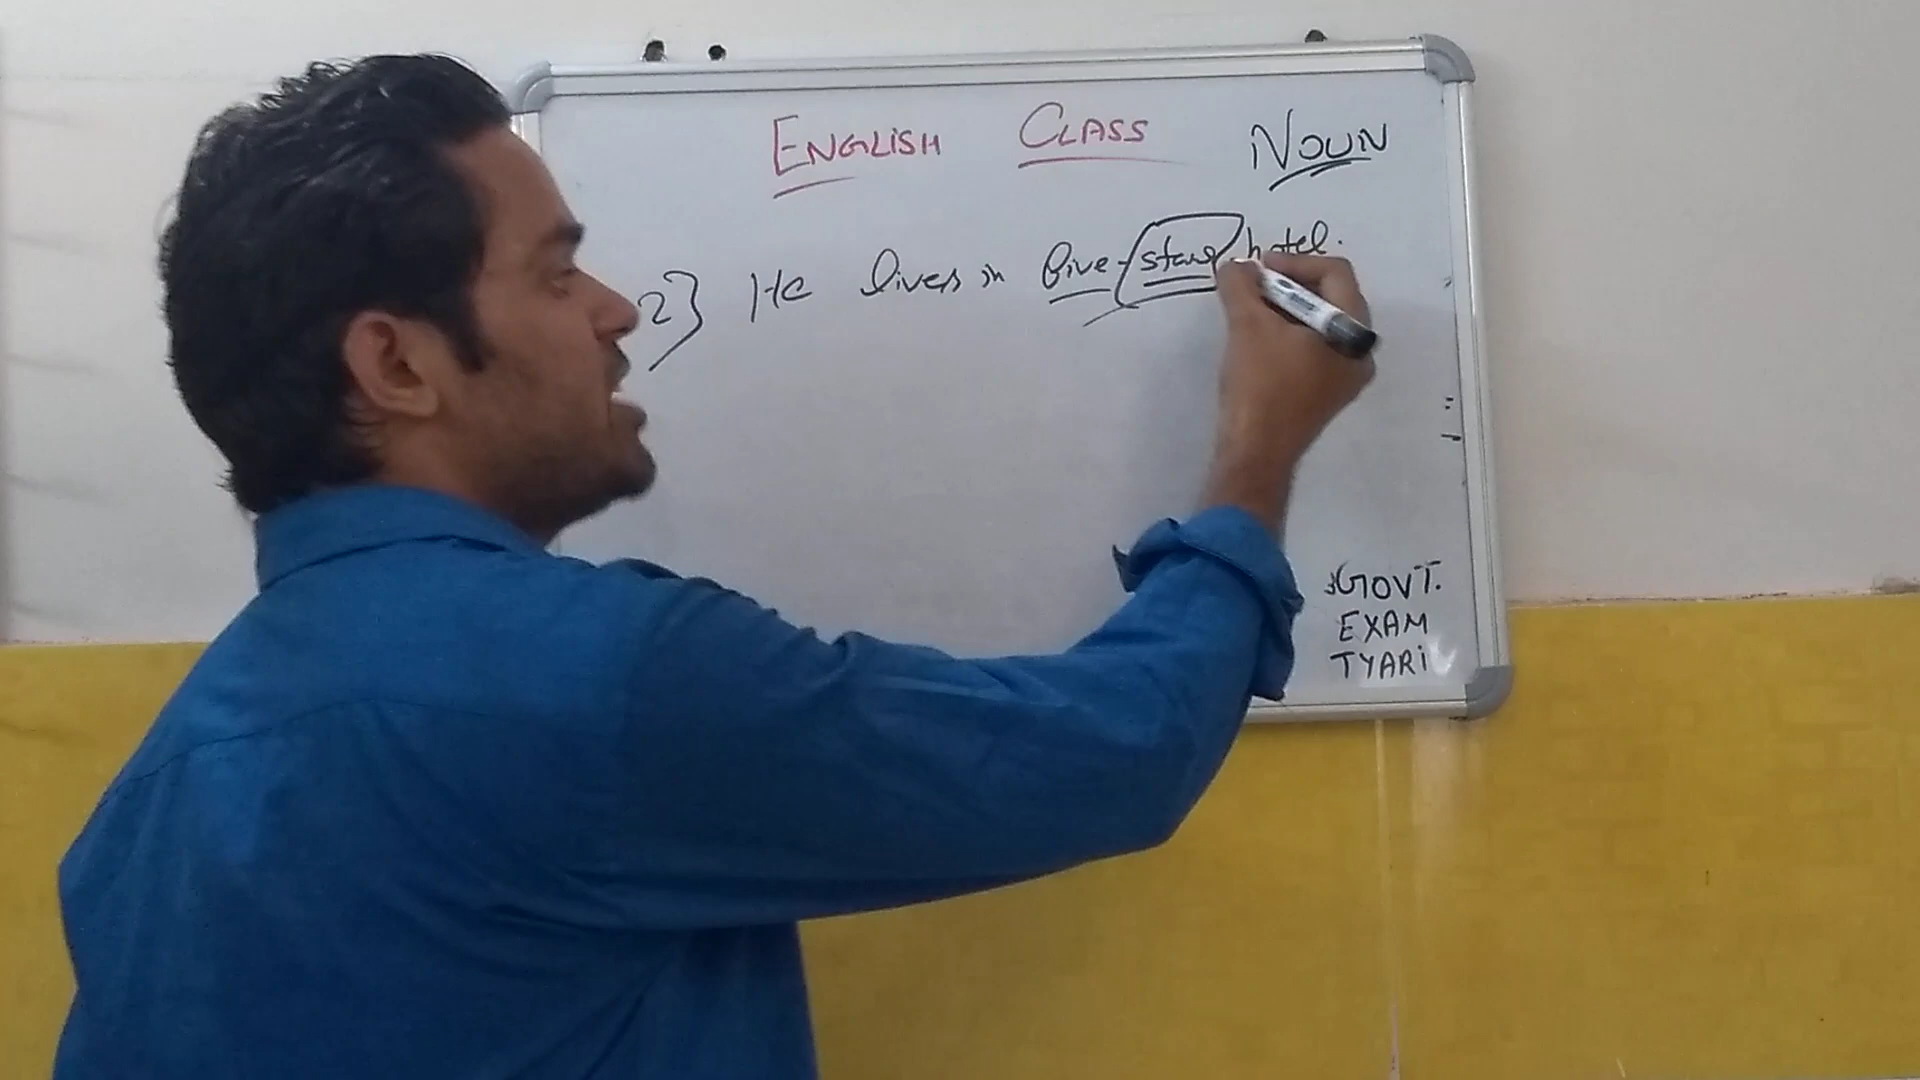 ENGLISH CLASS NOUN
2} He lives in five-stars hotel.
GOVT.
EXAM
TYARI